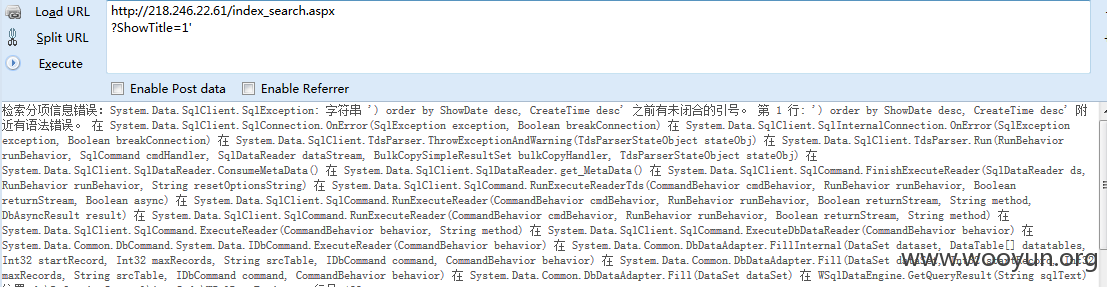 Load URL
http://218.246.22.61/index_search.aspx
Split URL
?ShowTitle=1'
Execute
Enable Post data Enable Referrer
检索分项信息错误: System.Data.SqlClient.SqlException: 字符串 ') order by ShowDate desc, CreateTime desc' 之前有未闭合的引号。 第 1 行: ') order by ShowDate desc, CreateTime desc' 附
近有语法错误。 在 System.Data.SqlClient.SqlConnection.OnError(SqlException exception, Boolean breakConnection) 在 System.Data.SqlClient.SqlInternalConnection.OnError(SqlException
exception, Boolean breakConnection) 在 System.Data.SqlClient.TdsParser.ThrowExceptionAndWarning(TdsParserStateObject stateObj) 在 System.Data.SqlClient.TdsParser.Run(RunBehavior
runBehavior, SqlCommand cmdHandler, SqlDataReader dataStream, BulkCopySimpleResultSet bulkCopyHandler, TdsParserStateObject stateObj) 在
System.Data.SqlClient.SqlDataReader.ConsumeMetaData() 在 System.Data.SqlClient.SqlDataReader.get_MetaData() 在 System.Data.SqlClient.SqlCommand.FinishExecuteReader(SqlDataReader ds,
RunBehavior runBehavior, String resetOptionsString) 在 System.Data.SqlClient.SqlCommand.RunExecuteReaderTds(CommandBehavior cmdBehavior, RunBehavior runBehavior, Boolean
returnStream, Boolean async) 在 System.Data.SqlClient.SqlCommand.RunExecuteReader(CommandBehavior cmdBehavior, RunBehavior runBehavior, Boolean returnStream, String method,
DbAsyncResult result) 在 System.Data.SqlClient.SqlCommand.RunExecuteReader(CommandBehavior cmdBehavior, RunBehavior runBehavior, Boolean returnStream, String method) 在
System.Data.SqlClient.SqlCommand.ExecuteReader(CommandBehavior behavior, String method) 在 System.Data.SqlClient.SqlCommand.ExecuteDbDataReader(CommandBehavior behavior) 在
System.Data.Common.DbCommand.System.Data.IDbCommand.ExecuteReader(CommandBehavior behavior) 在 System.Data.Common.DbDataAdapter.FillInternal(DataSet dataset, DataTable[] datatables,
Int32 startRecord, Int32 maxRecords, String srcTable, IDbCommand command, CommandBehavior behavior) 在 System.Data.Common.DbDataAdapter.Fill(DataSet dataSet, Int32 startRecord, Int32
maxRecords, String srcTable, IDbCommand command, CommandBehavior behavior) 在 System.Data.Common.DbDataAdapter.Fill(DataSet dataSet) 在 WSqlDataEngine.GetQueryResult(String sqlText)
www.wooyun.org